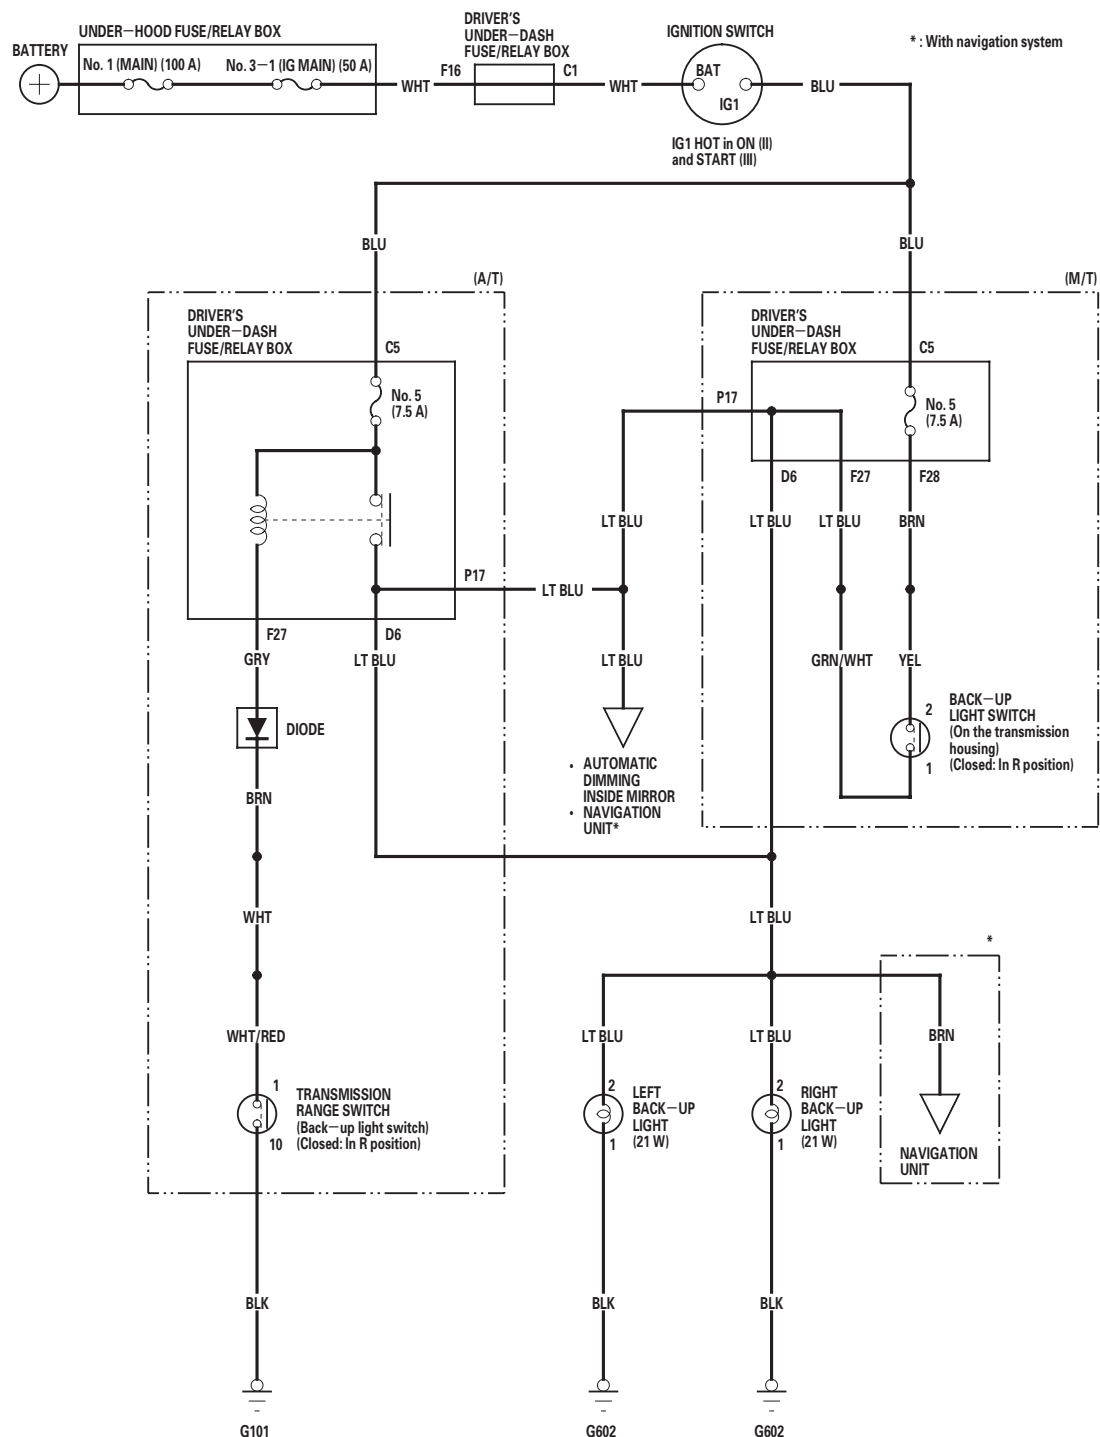 UNDER-HOOD FUSE/RELAY BOX
BATTERY
No. 1 (MAIN) (100 A)
No. 3-1 (IG MAIN) (50 A)
WHT
F16
DRIVER'S
UNDER-DASH
FUSE/RELAY BOX
C1
WHT
IGNITION SWITCH
BAT
IG1
IG1 HOT in ON (II)
and START (III)
BLU
* : With navigation system
BLU
BLU
(A/T)
(M/T)
DRIVER'S
UNDER-DASH
FUSE/RELAY BOX
C5
No. 5
(7.5 A)
DRIVER'S
UNDER-DASH
FUSE/RELAY BOX
C5
P17
No. 5
(7.5 A)
D6
F27
F28
LT BLU
LT BLU
LT BLU
BRN
P17
LT BLU
F27
D6
GRY
LT BLU
LT BLU
GRN/WHT
YEL
DIODE
2
BACK-UP
LIGHT SWITCH
(On the transmission
housing)
(Closed: In R position)
1
• AUTOMATIC
DIMMING
INSIDE MIRROR
• NAVIGATION
UNIT*
BRN
WHT
LT BLU
*
WHT/RED
LT BLU
LT BLU
BRN
1
TRANSMISSION
RANGE SWITCH
(Back-up light switch)
(Closed: In R position)
10
2
LEFT
BACK-UP
LIGHT
(21 W)
1
2
RIGHT
BACK-UP
LIGHT
(21 W)
1
NAVIGATION
UNIT
BLK
BLK
BLK
G101
G602
G602